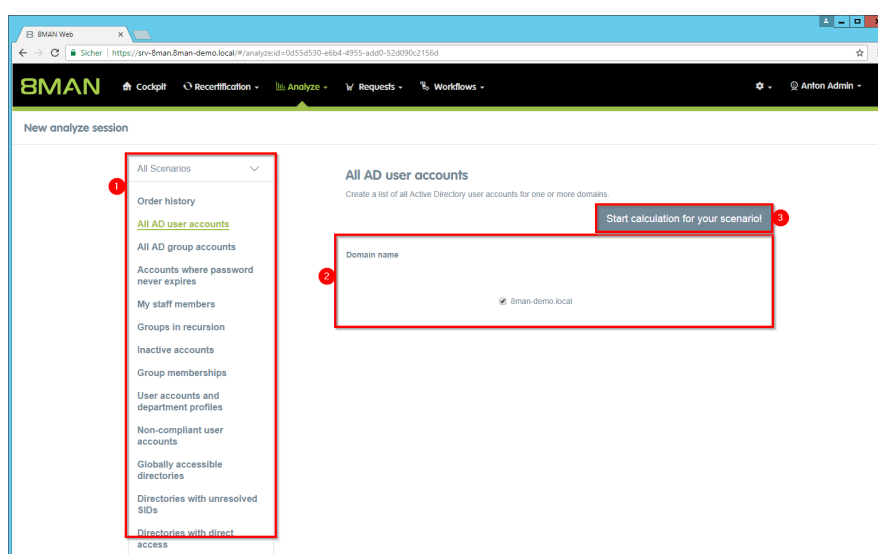 8MAN Web
Sicher
https://srv-8man.8man-demo.local/#/analyze:id=0d55d530-e6b4-4955-add0-52d090c2156d
8MAN
Cockpit
Recertification
Analyze
Requests
Workflows
Anton Admin
New analyze session
1
All Scenarios
Order history
All AD user accounts
All AD group accounts
Accounts where password
never expires
My staff members
Groups in recursion
Inactive accounts
Group memberships
User accounts and
department profiles
Non-compliant user
accounts
Globally accessible
directories
Directories with unresolved
SIDs
Directories with direct
access
All AD user accounts
Create a list of all Active Directory user accounts for one or more domains.
Start calculation for your scenario!
3
2
Domain name
8man-demo.local